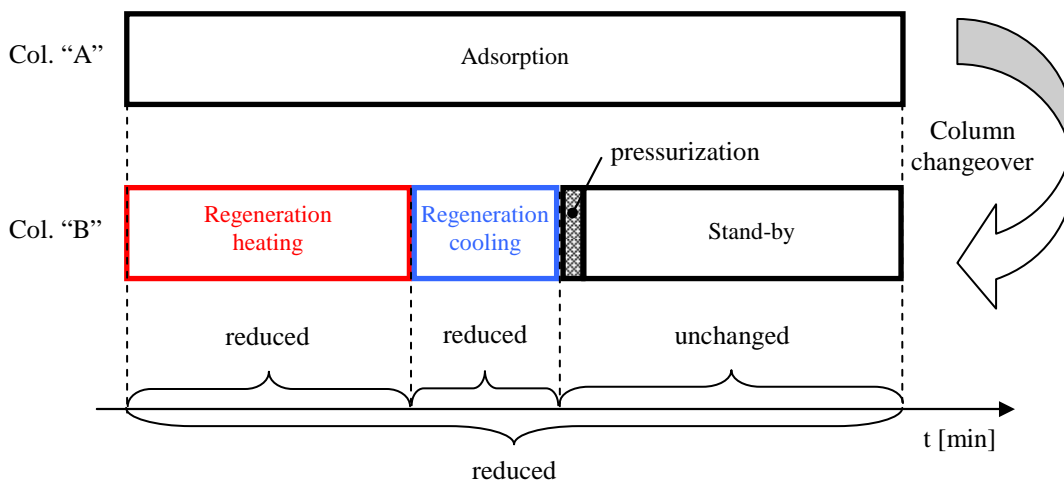 Col. “A”
Adsorption
Column
changeover
pressurization
Col. “B”
Regeneration
heating
Regeneration
cooling
Stand-by
reduced
reduced
unchanged
t [min]
reduced